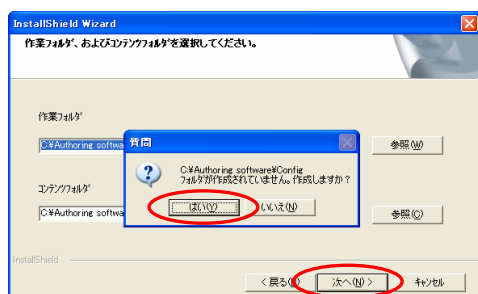 InstallShield Wizard
作業フォルダ、およびコンテンツフォルダを選択してください。
作業フォルダ
C:¥Authoring softwa
参照(W)
質問
C:¥Authoring software¥Config
フォルダが作成されていません。作成しますか?
はい(Y)
いいえ(N)
コンテンツフォルダ
C:¥Authoring softwa
参照(C)
InstallShield
< 戻る(B)
次へ(N) >
キャンセル